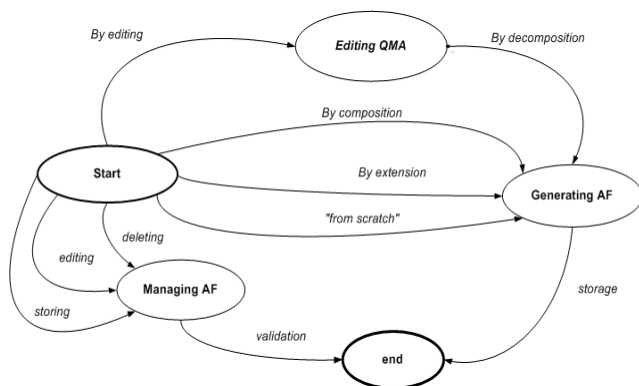 By editing
Editing QMA
By decomposition
By composition
Start
By extension
Generating AF
"from scratch"
deleting
editing
Managing AF
storing
storage
validation
end